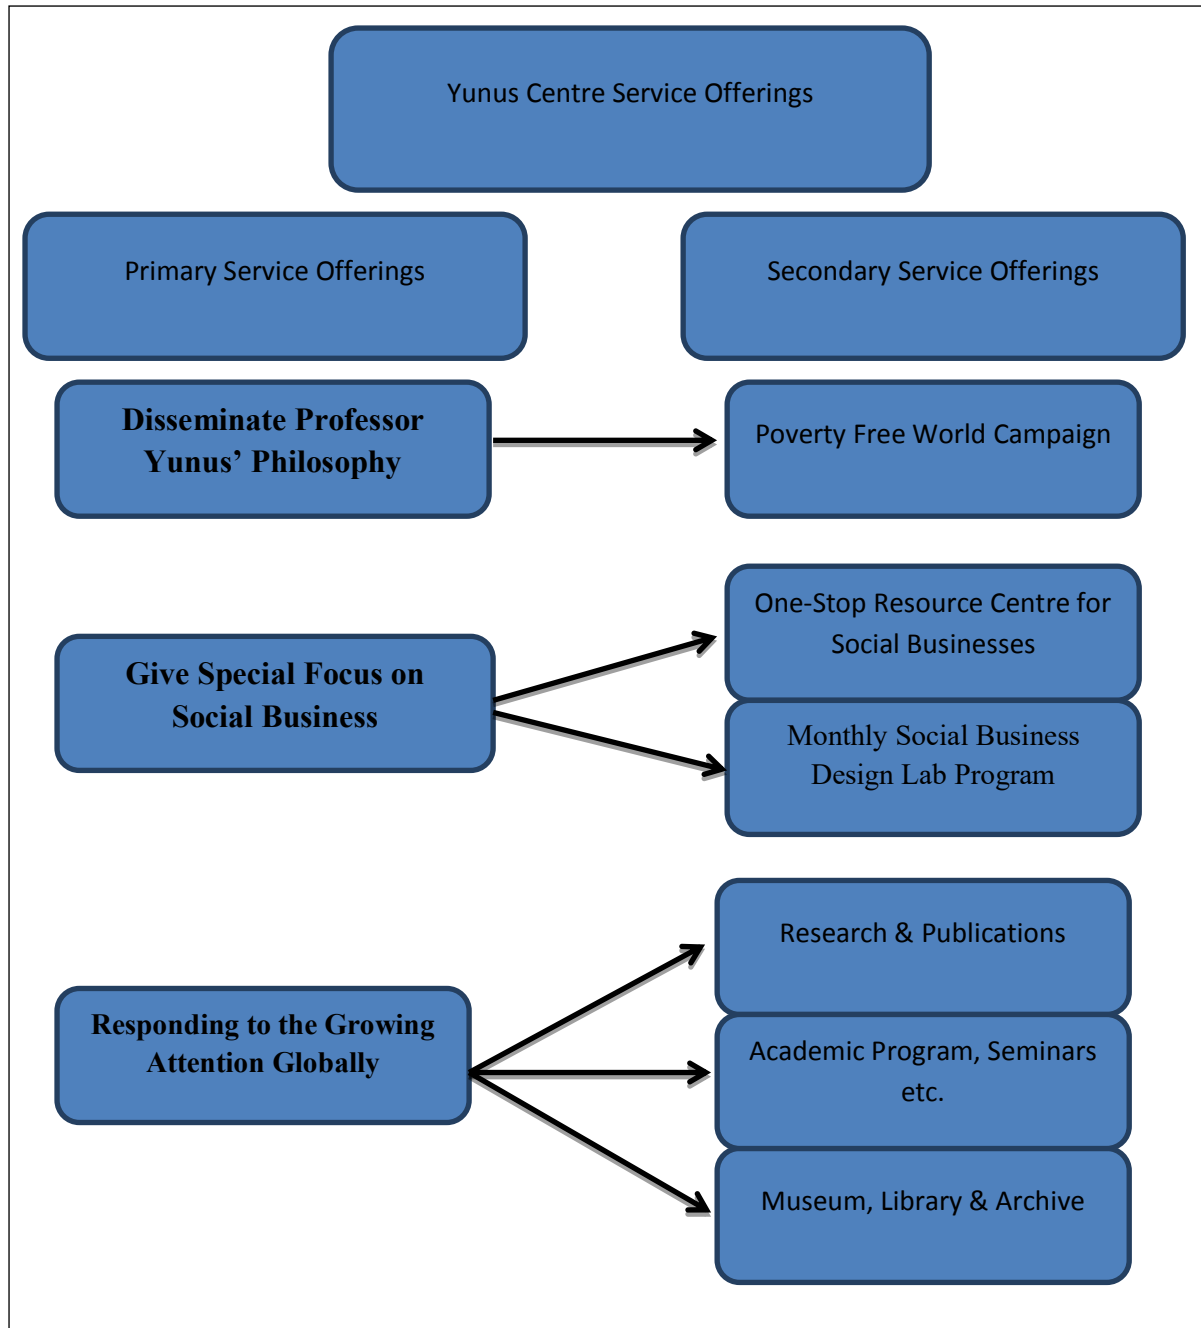 Yunus Centre Service Offerings
Primary Service Offerings
Secondary Service Offerings
Disseminate Professor
Yunus’ Philosophy
Poverty Free World Campaign
Give Special Focus on
Social Business
One-Stop Resource Centre for
Social Businesses
Monthly Social Business
Design Lab Program
Responding to the Growing
Attention Globally
Research & Publications
Academic Program, Seminars
etc.
Museum, Library & Archive